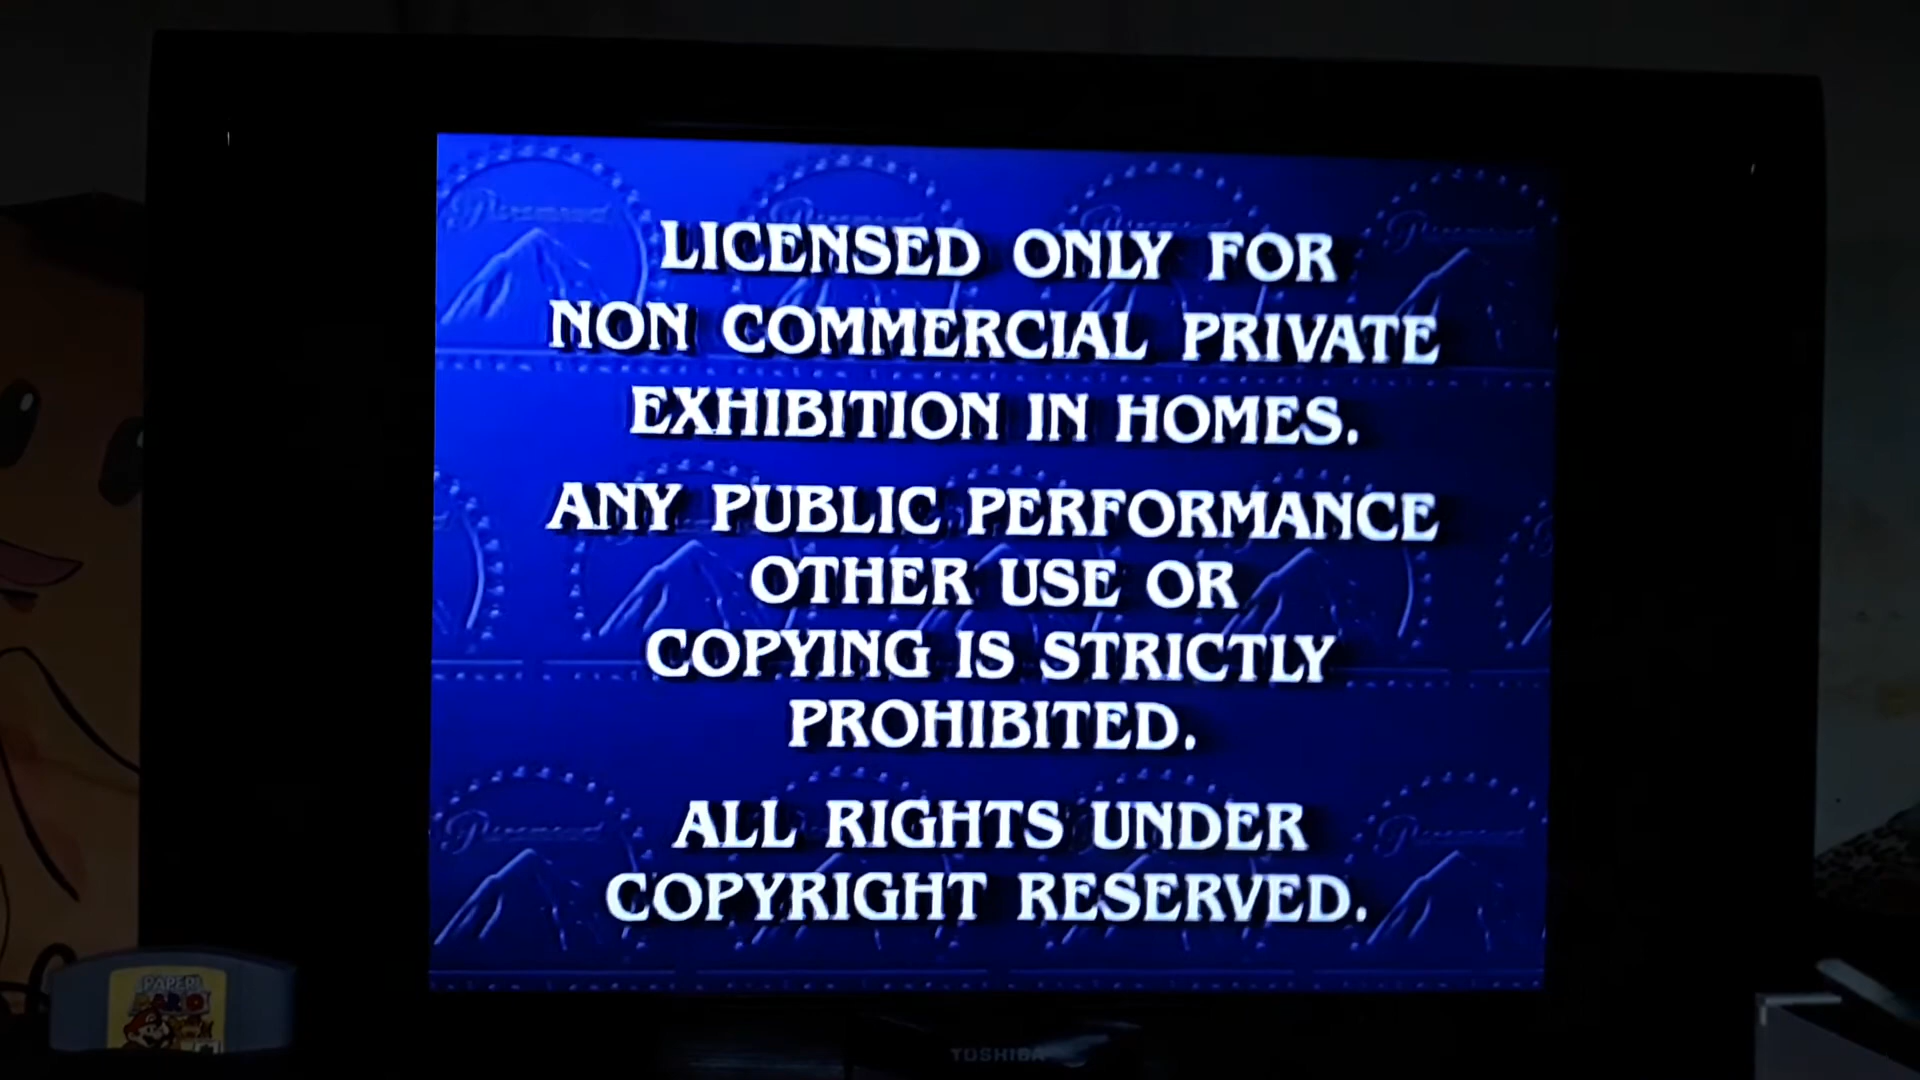 LICENSED ONLY FOR
NON COMMERCIAL PRIVATE
EXHIBITION IN HOMES.
ANY PUBLIC PERFORMANCE
OTHER USE OR
COPYING IS STRICTLY
PROHIBITED.
ALL RIGHTS UNDER
COPYRIGHT RESERVED.
PAPER
MARIO
TOSHIBA